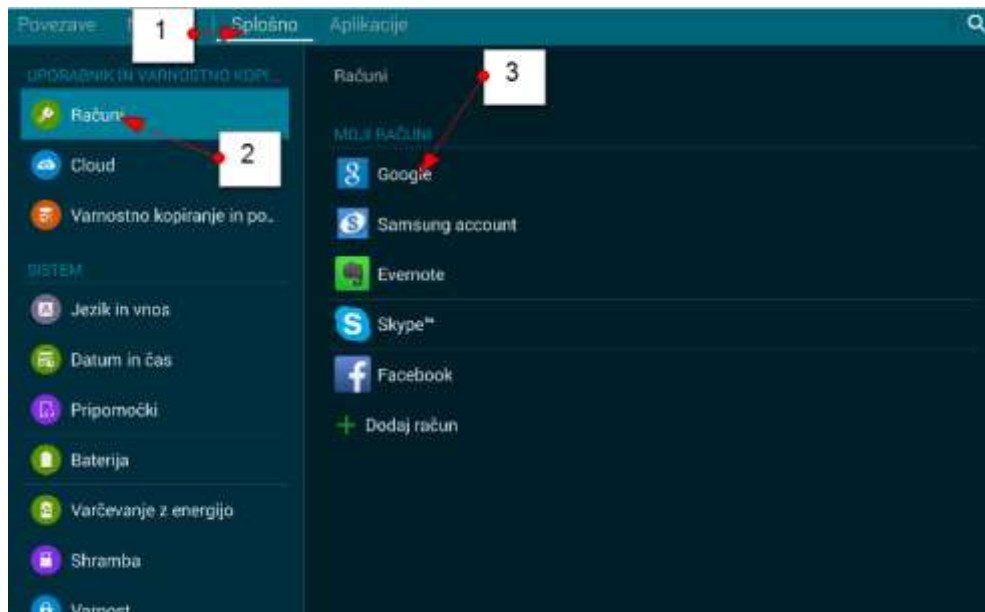 Povezave
1
Splošno
Aplikacije
UPORABNIK IN VARNOSTNO KOPI...
Računi
2
Cloud
Varnostno kopiranje in po..
SISTEM
Jezik in vnos
Datum in čas
Pripomočki
Baterija
Varčevanje z energijo
Shramba
Varnost
Računi
3
MOJI RAČUNI
Google
Samsung account
Evernote
Skype™
Facebook
Dodaj račun